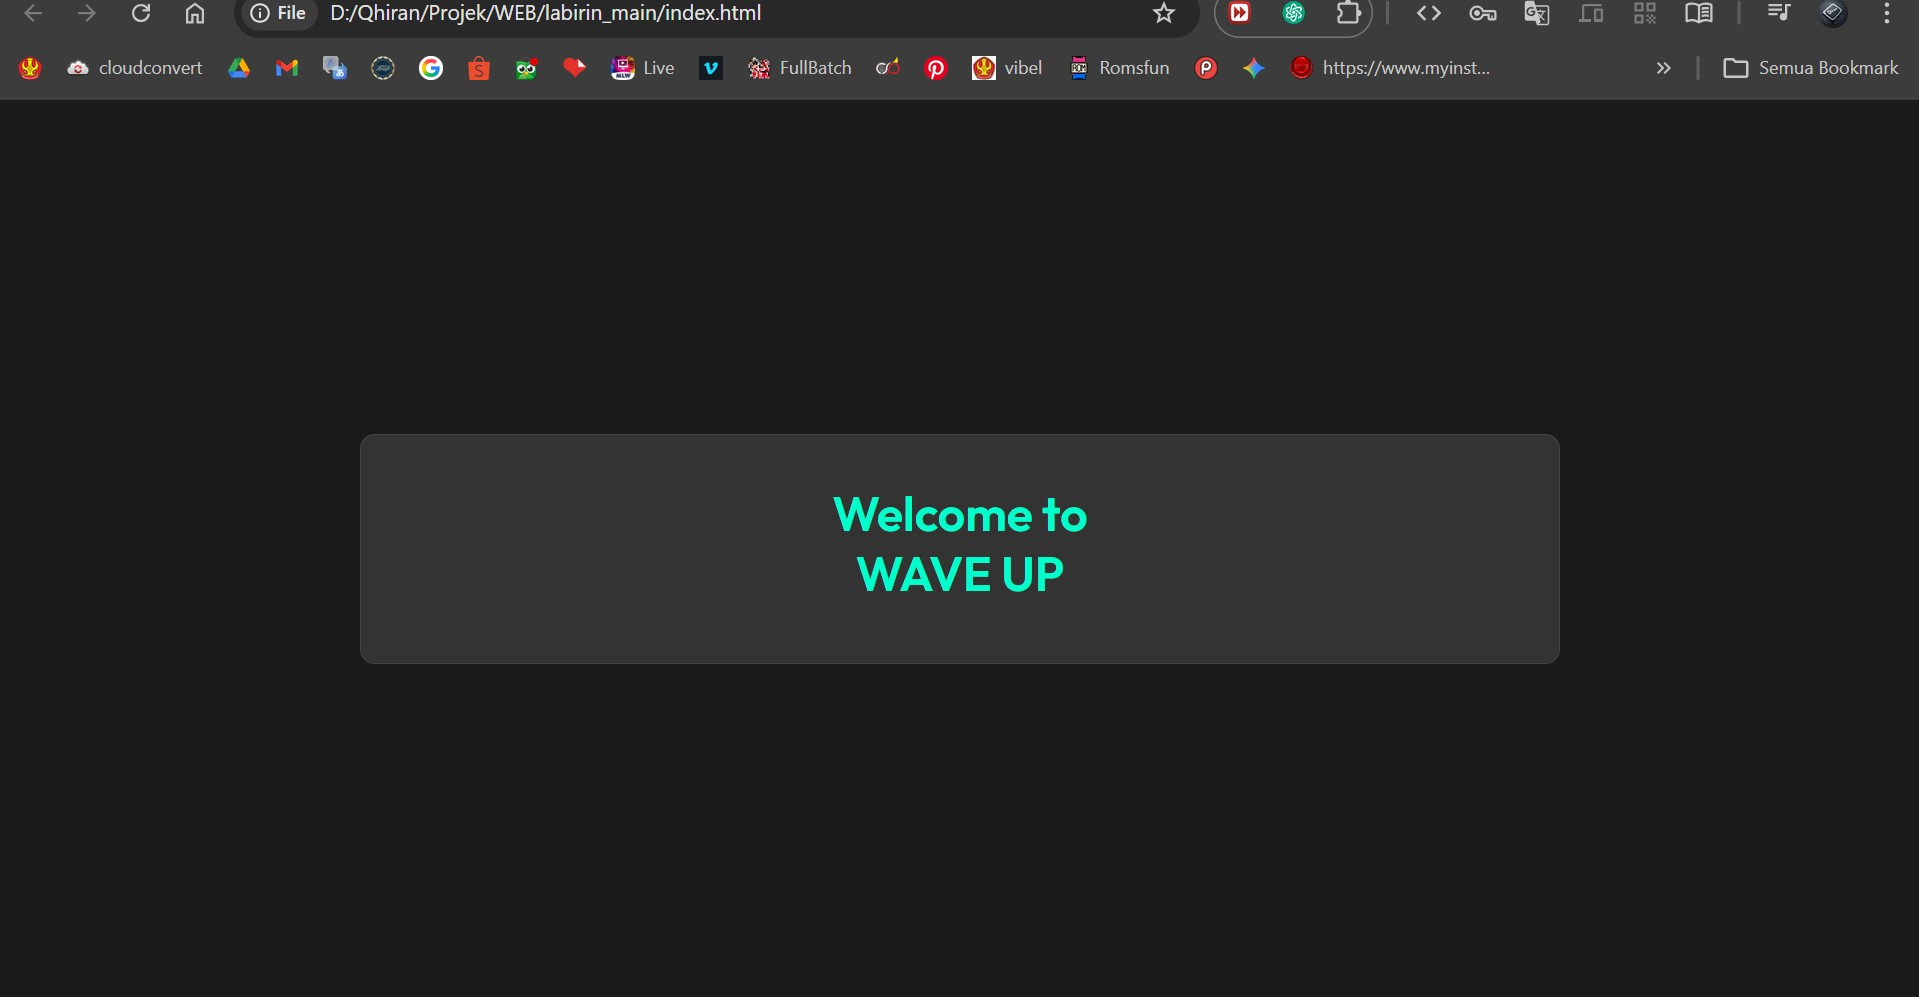 File D:/Qhiran/Projek/WEB/labirin_main/index.html
cloudconvert Live FullBatch vibel Romsfun https://www.myinst... Semua Bookmark
Welcome to
WAVE UP